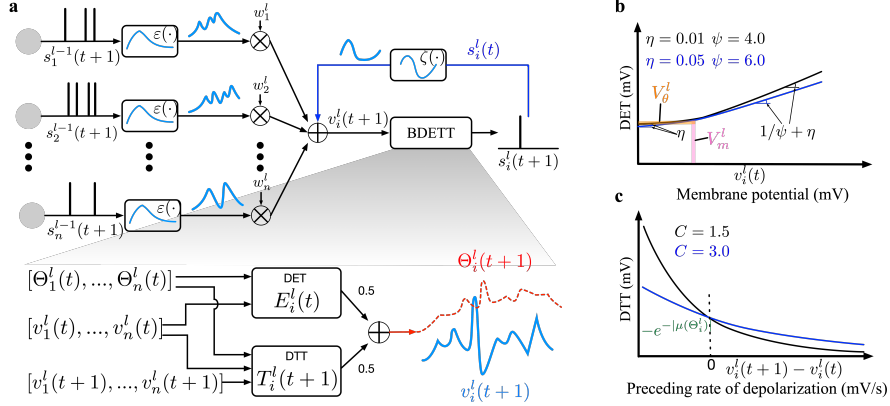 a
s_1^{l-1}(t+1)
ε(·)
w_1^l
s_2^{l-1}(t+1)
ε(·)
w_2^l
s_n^{l-1}(t+1)
ε(·)
w_n^l
ζ(·)
s_i^l(t)
v_i^l(t+1)
BDETT
s_i^l(t+1)
[Θ_1^l(t), ..., Θ_n^l(t)]
[v_1^l(t), ..., v_n^l(t)]
[v_1^l(t+1), ..., v_n^l(t+1)]
DET
E_i^l(t)
0.5
DTT
T_i^l(t+1)
0.5
Θ_i^l(t+1)
v_i^l(t+1)
b
η = 0.01 ψ = 4.0
η = 0.05 ψ = 6.0
DET (mV)
V_θ^l
η
V_m^l
1/ψ + η
v_i^l(t)
Membrane potential (mV)
c
C = 1.5
C = 3.0
DTT (mV)
-e^{-|μ(Θ_i^l)|}
0
v_i^l(t+1) - v_i^l(t)
Preceding rate of depolarization (mV/s)